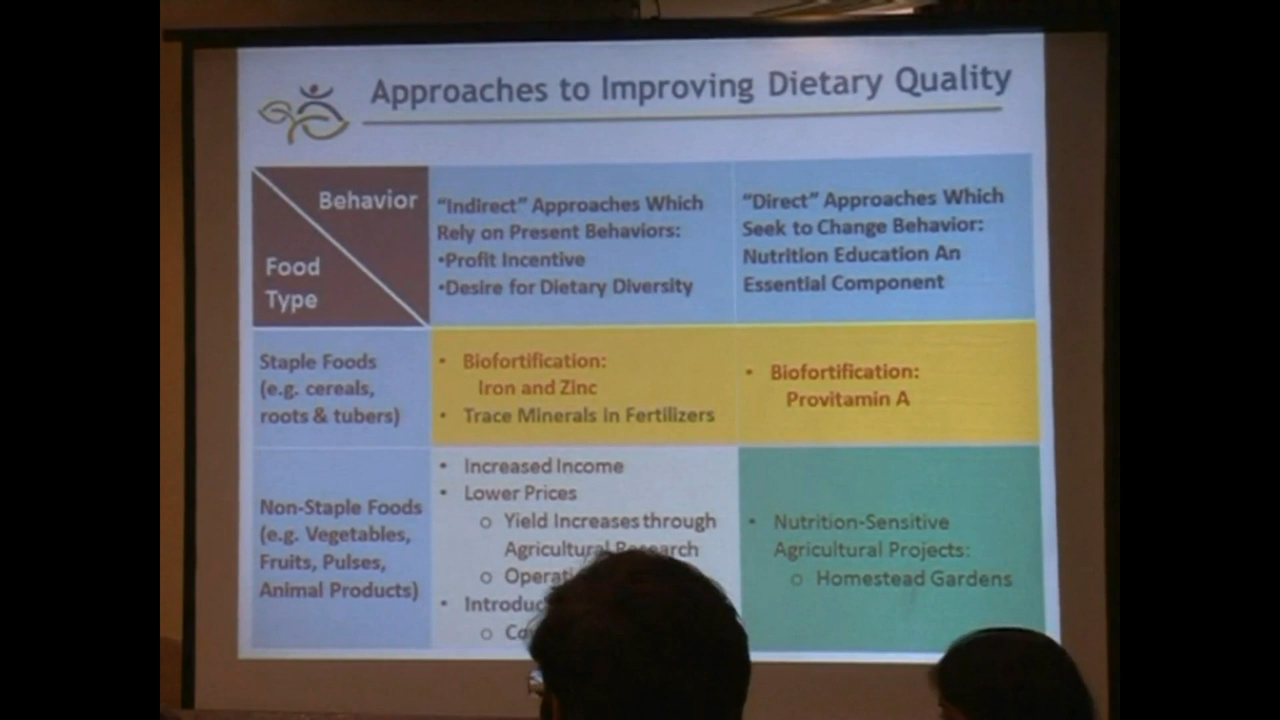 Approaches to Improving Dietary Quality
Behavior
Food
Type
“Indirect” Approaches Which
Rely on Present Behaviors:
•Profit Incentive
•Desire for Dietary Diversity
“Direct” Approaches Which
Seek to Change Behavior:
Nutrition Education An
Essential Component
Staple Foods
(e.g. cereals,
roots & tubers)
• Biofortification:
Iron and Zinc
• Trace Minerals in Fertilizers
• Biofortification:
Provitamin A
Non-Staple Foods
(e.g. Vegetables,
Fruits, Pulses,
Animal Products)
• Increased Income
• Lower Prices
o Yield Increases through
Agricultural Research
o
•
o
• Nutrition-Sensitive
Agricultural Projects:
o Homestead Gardens